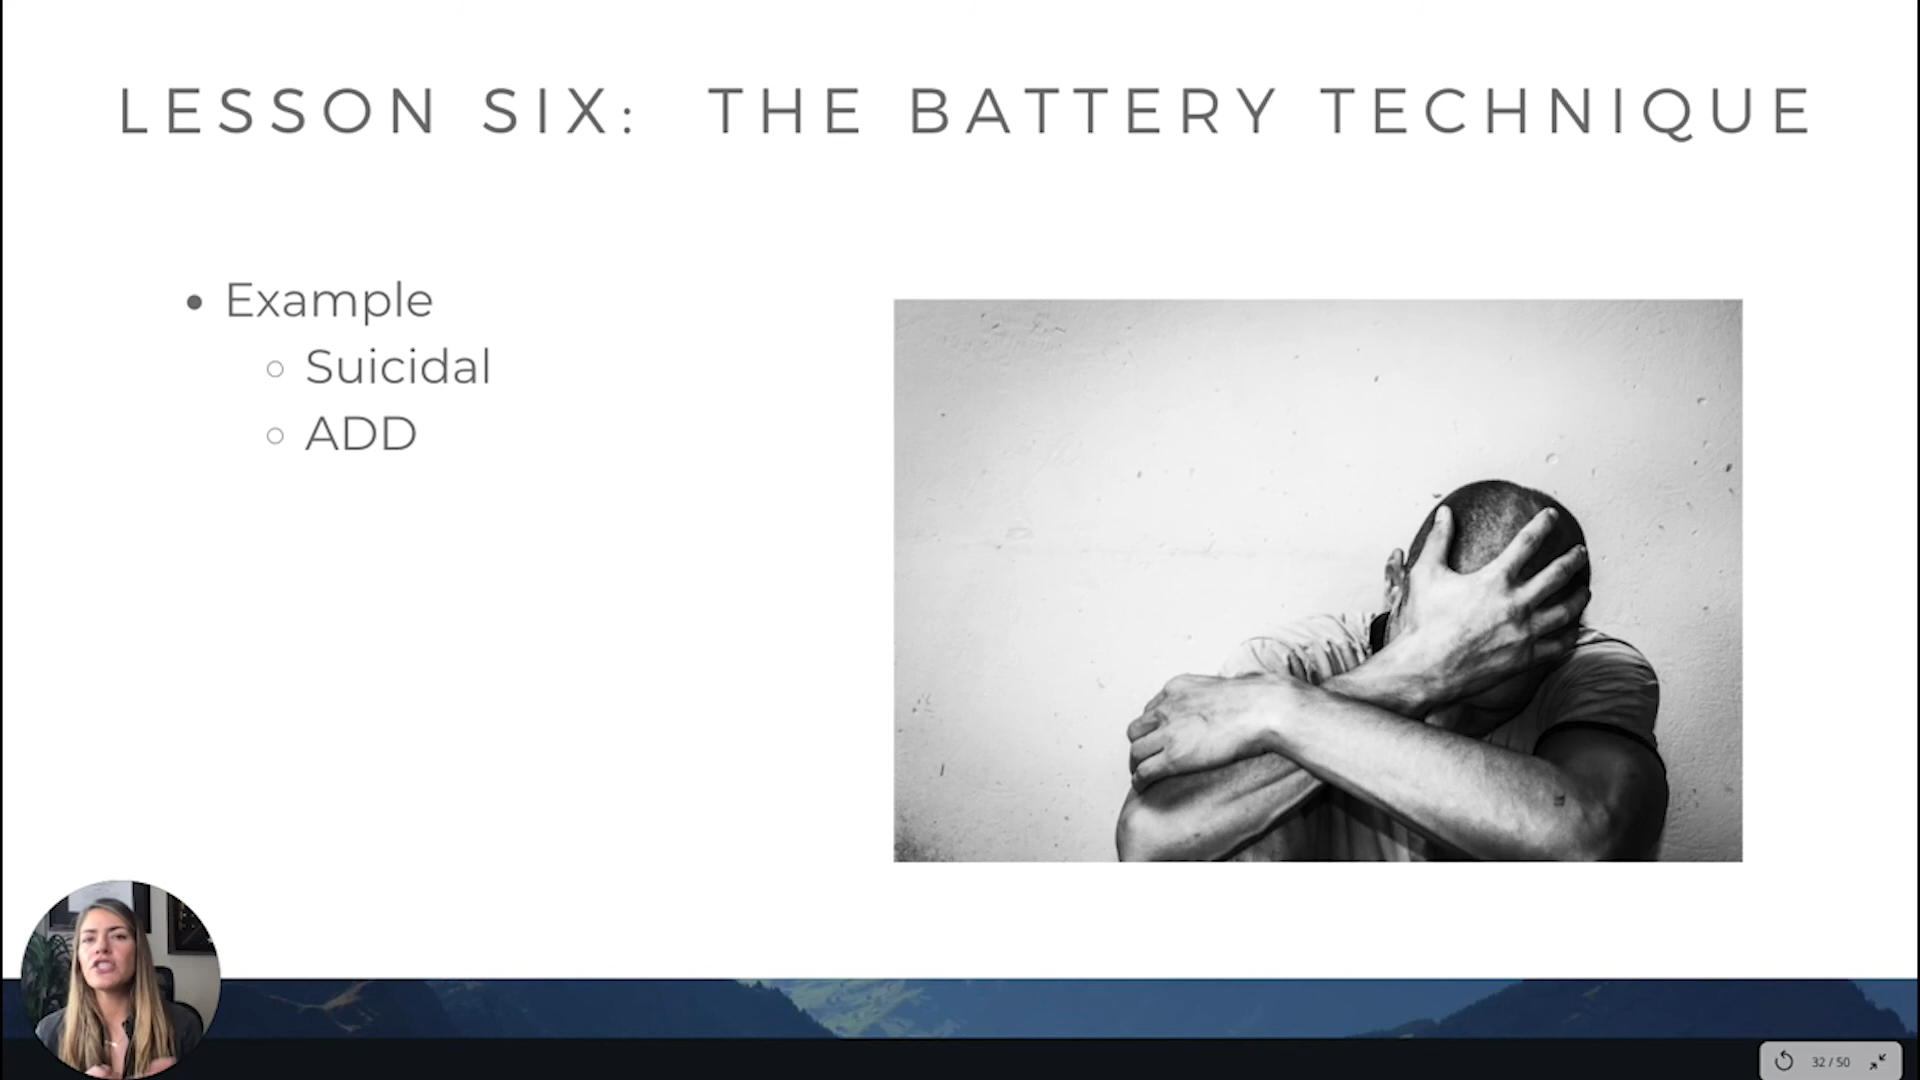 LESSON SIX: THE BATTERY TECHNIQUE
Example
Suicidal
ADD
32 / 50